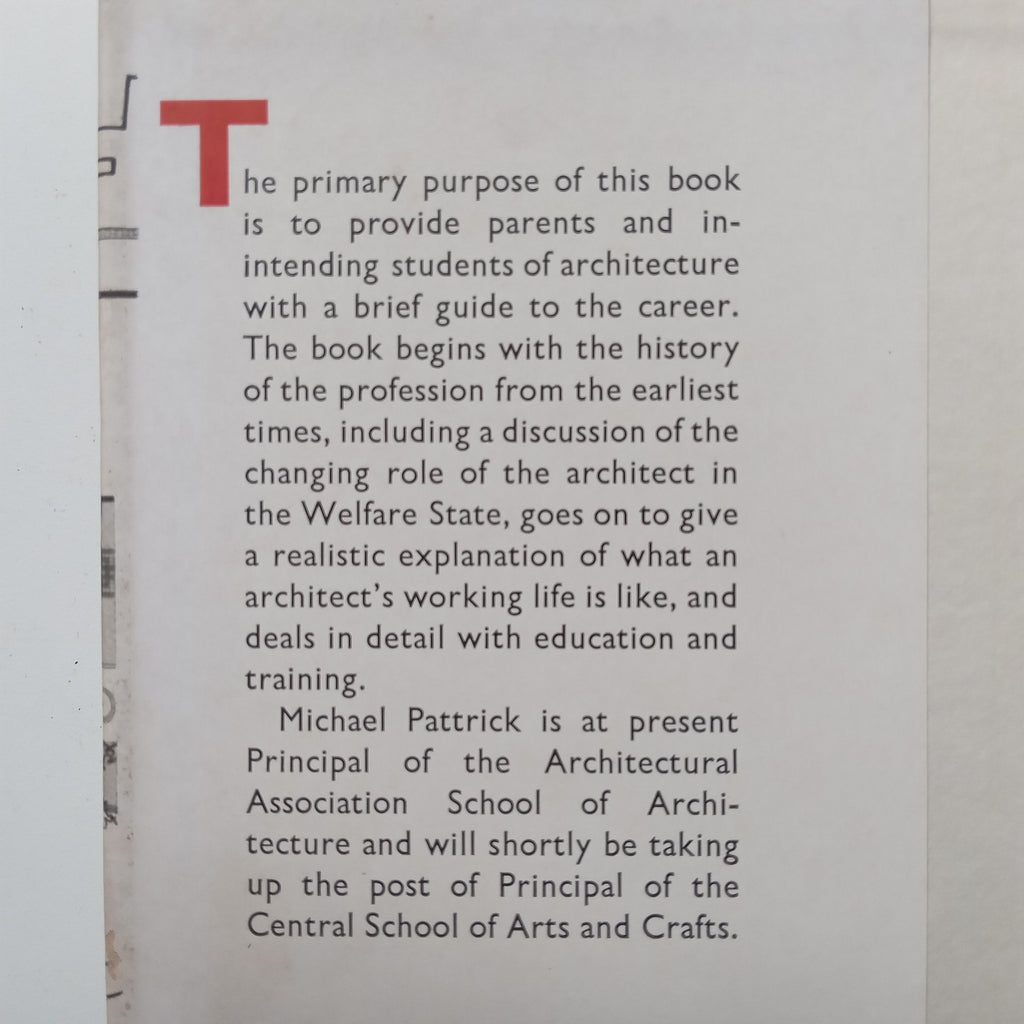 The primary purpose of this book
is to provide parents and in-
intending students of architecture
with a brief guide to the career.
The book begins with the history
of the profession from the earliest
times, including a discussion of the
changing role of the architect in
the Welfare State, goes on to give
a realistic explanation of what an
architect's working life is like, and
deals in detail with education and
training.
Michael Pattrick is at present
Principal of the Architectural
Association School of Archi-
tecture and will shortly be taking
up the post of Principal of the
Central School of Arts and Crafts.